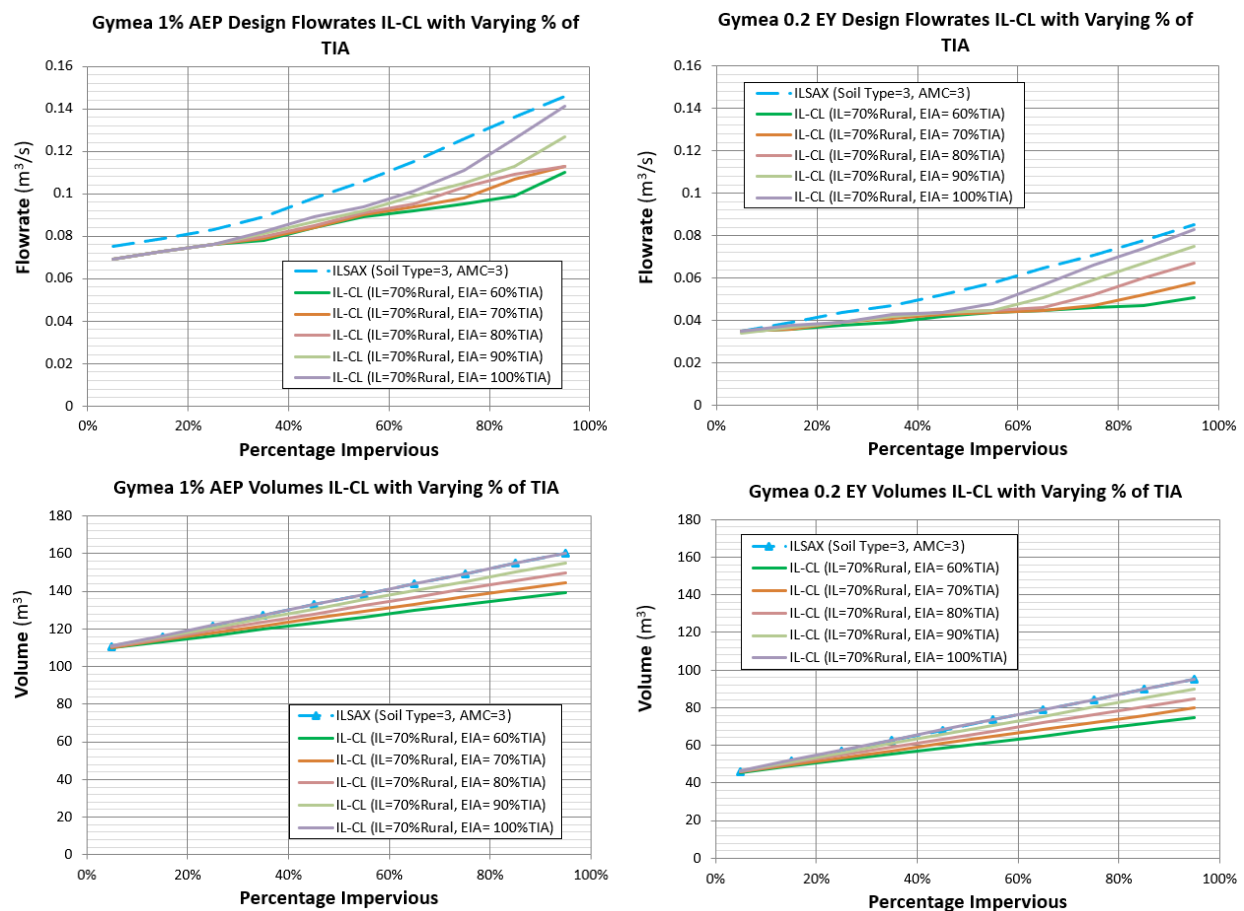 Gymea 1% AEP Design Flowrates IL-CL with Varying % of
TIA
Flowrate (m³/s)
0.16
0.14
0.12
0.1
0.08
0.06
0.04
0.02
0
ILSAX (Soil Type=3, AMC=3)
IL-CL (IL=70%Rural, EIA= 60%TIA)
IL-CL (IL=70%Rural, EIA= 70%TIA)
IL-CL (IL=70%Rural, EIA= 80%TIA)
IL-CL (IL=70%Rural, EIA= 90%TIA)
IL-CL (IL=70%Rural, EIA= 100%TIA)
0%
20%
40%
60%
80%
100%
Percentage Impervious
Gymea 0.2 EY Design Flowrates IL-CL with Varying % of
TIA
Flowrate (m³/s)
0.16
0.14
0.12
0.1
0.08
0.06
0.04
0.02
0
ILSAX (Soil Type=3, AMC=3)
IL-CL (IL=70%Rural, EIA= 60%TIA)
IL-CL (IL=70%Rural, EIA= 70%TIA)
IL-CL (IL=70%Rural, EIA= 80%TIA)
IL-CL (IL=70%Rural, EIA= 90%TIA)
IL-CL (IL=70%Rural, EIA= 100%TIA)
0%
20%
40%
60%
80%
100%
Percentage Impervious
Gymea 1% AEP Volumes IL-CL with Varying % of TIA
Volume (m³)
180
160
140
120
100
80
60
40
20
0
ILSAX (Soil Type=3, AMC=3)
IL-CL (IL=70%Rural, EIA= 60%TIA)
IL-CL (IL=70%Rural, EIA= 70%TIA)
IL-CL (IL=70%Rural, EIA= 80%TIA)
IL-CL (IL=70%Rural, EIA= 90%TIA)
IL-CL (IL=70%Rural, EIA= 100%TIA)
0%
20%
40%
60%
80%
100%
Percentage Impervious
Gymea 0.2 EY Volumes IL-CL with Varying % of TIA
Volume (m³)
180
160
140
120
100
80
60
40
20
0
ILSAX (Soil Type=3, AMC=3)
IL-CL (IL=70%Rural, EIA= 60%TIA)
IL-CL (IL=70%Rural, EIA= 70%TIA)
IL-CL (IL=70%Rural, EIA= 80%TIA)
IL-CL (IL=70%Rural, EIA= 90%TIA)
IL-CL (IL=70%Rural, EIA= 100%TIA)
0%
20%
40%
60%
80%
100%
Percentage Impervious